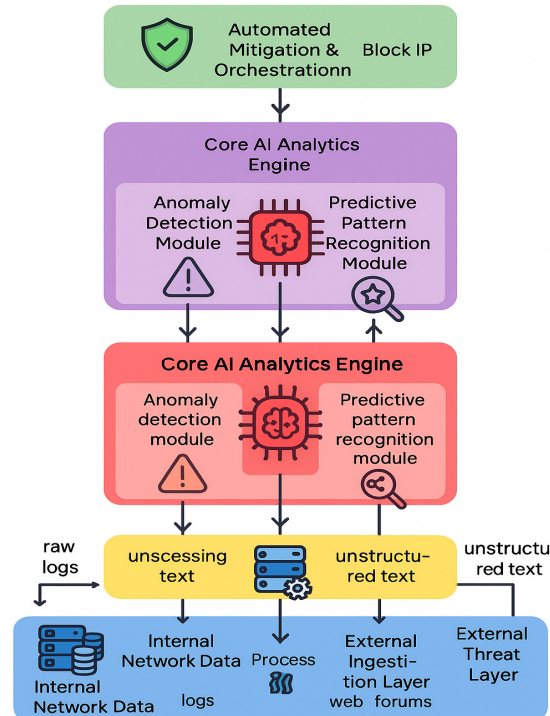 Automated
Mitigation &
Orchestrationn
Block IP
Core AI Analytics
Engine
Anomaly
Detection
Module
Predictive
Pattern
Recognition
Module
Core AI Analytics Engine
Anomaly
detection
module
Predictive
pattern
recognition
module
raw
logs
unscessing
text
unstructu-
red text
unstructu
red text
Internal
Network Data
Internal
Network Data
logs
Process
External
Ingesti-
tion Layer
web forums
External
Threat
Layer